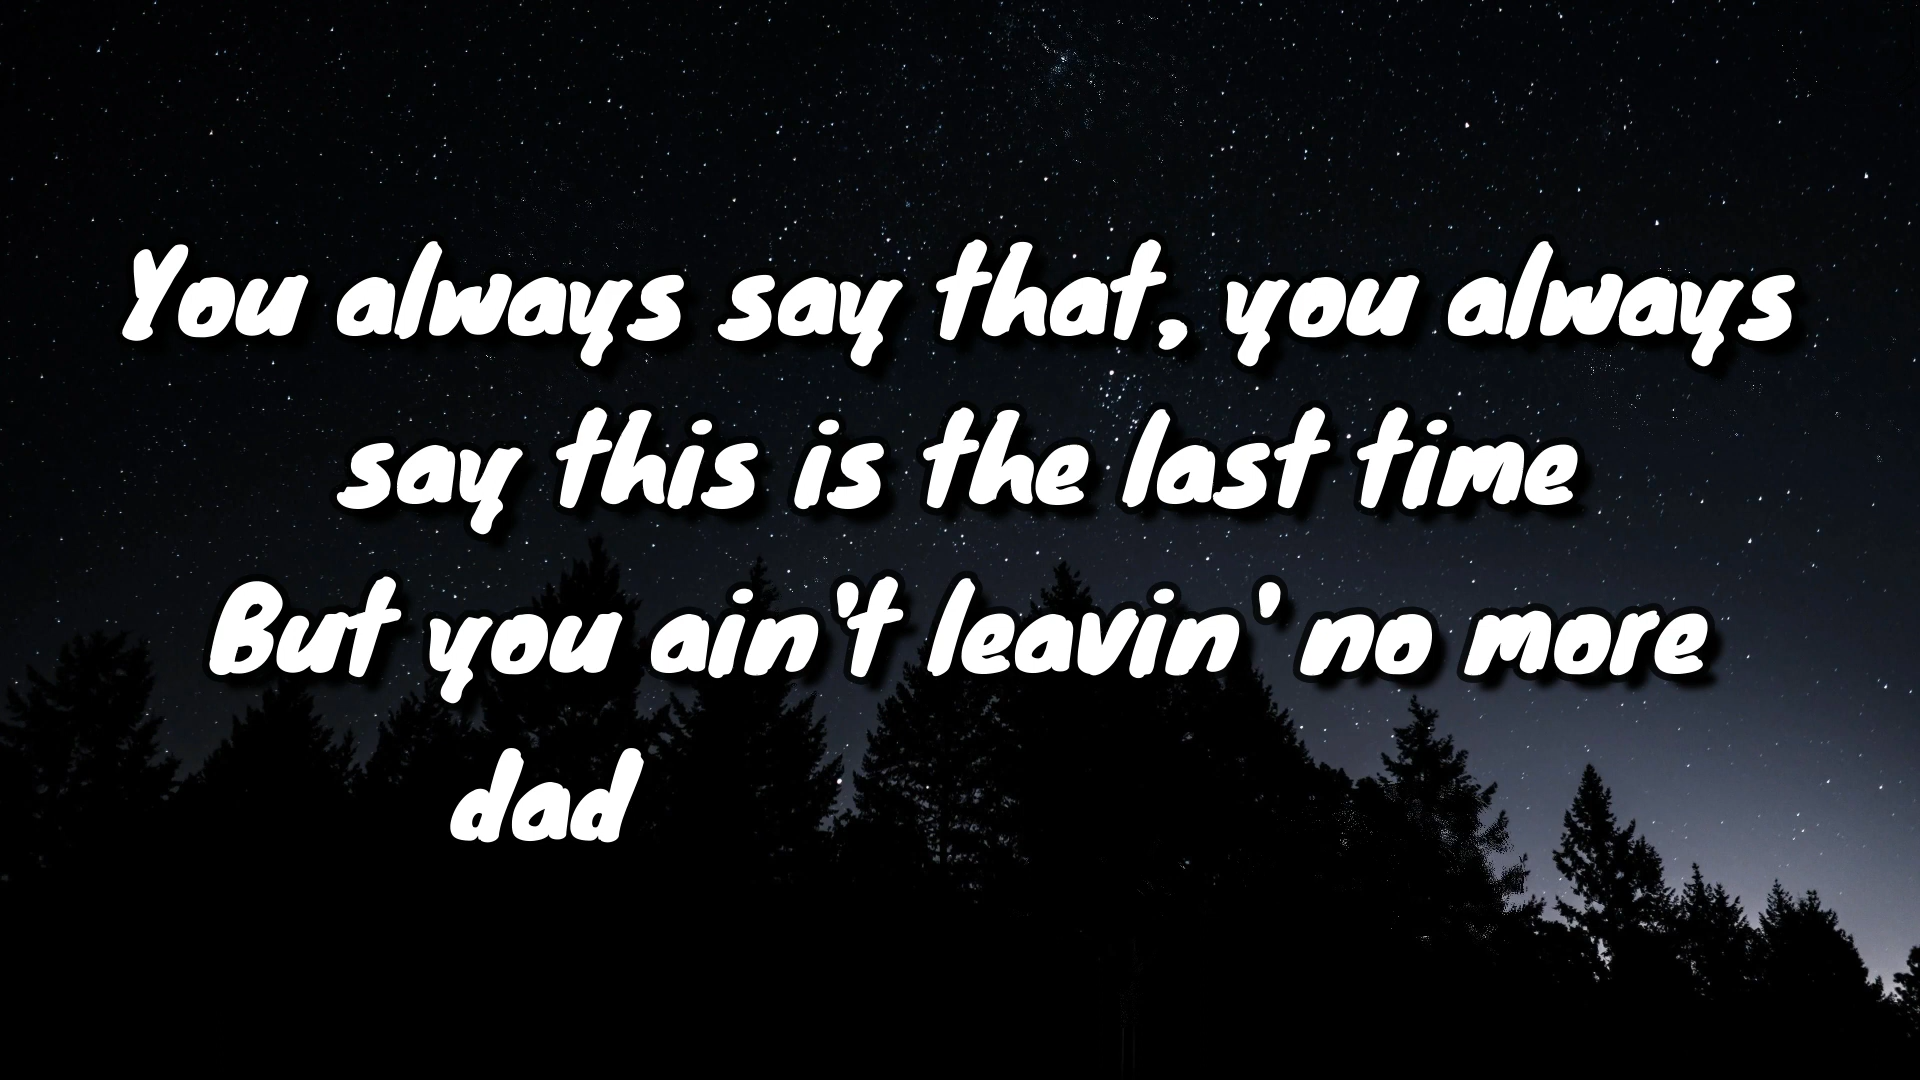 You always say that, you always
say this is the last time
But you ain't leavin' no more
dad